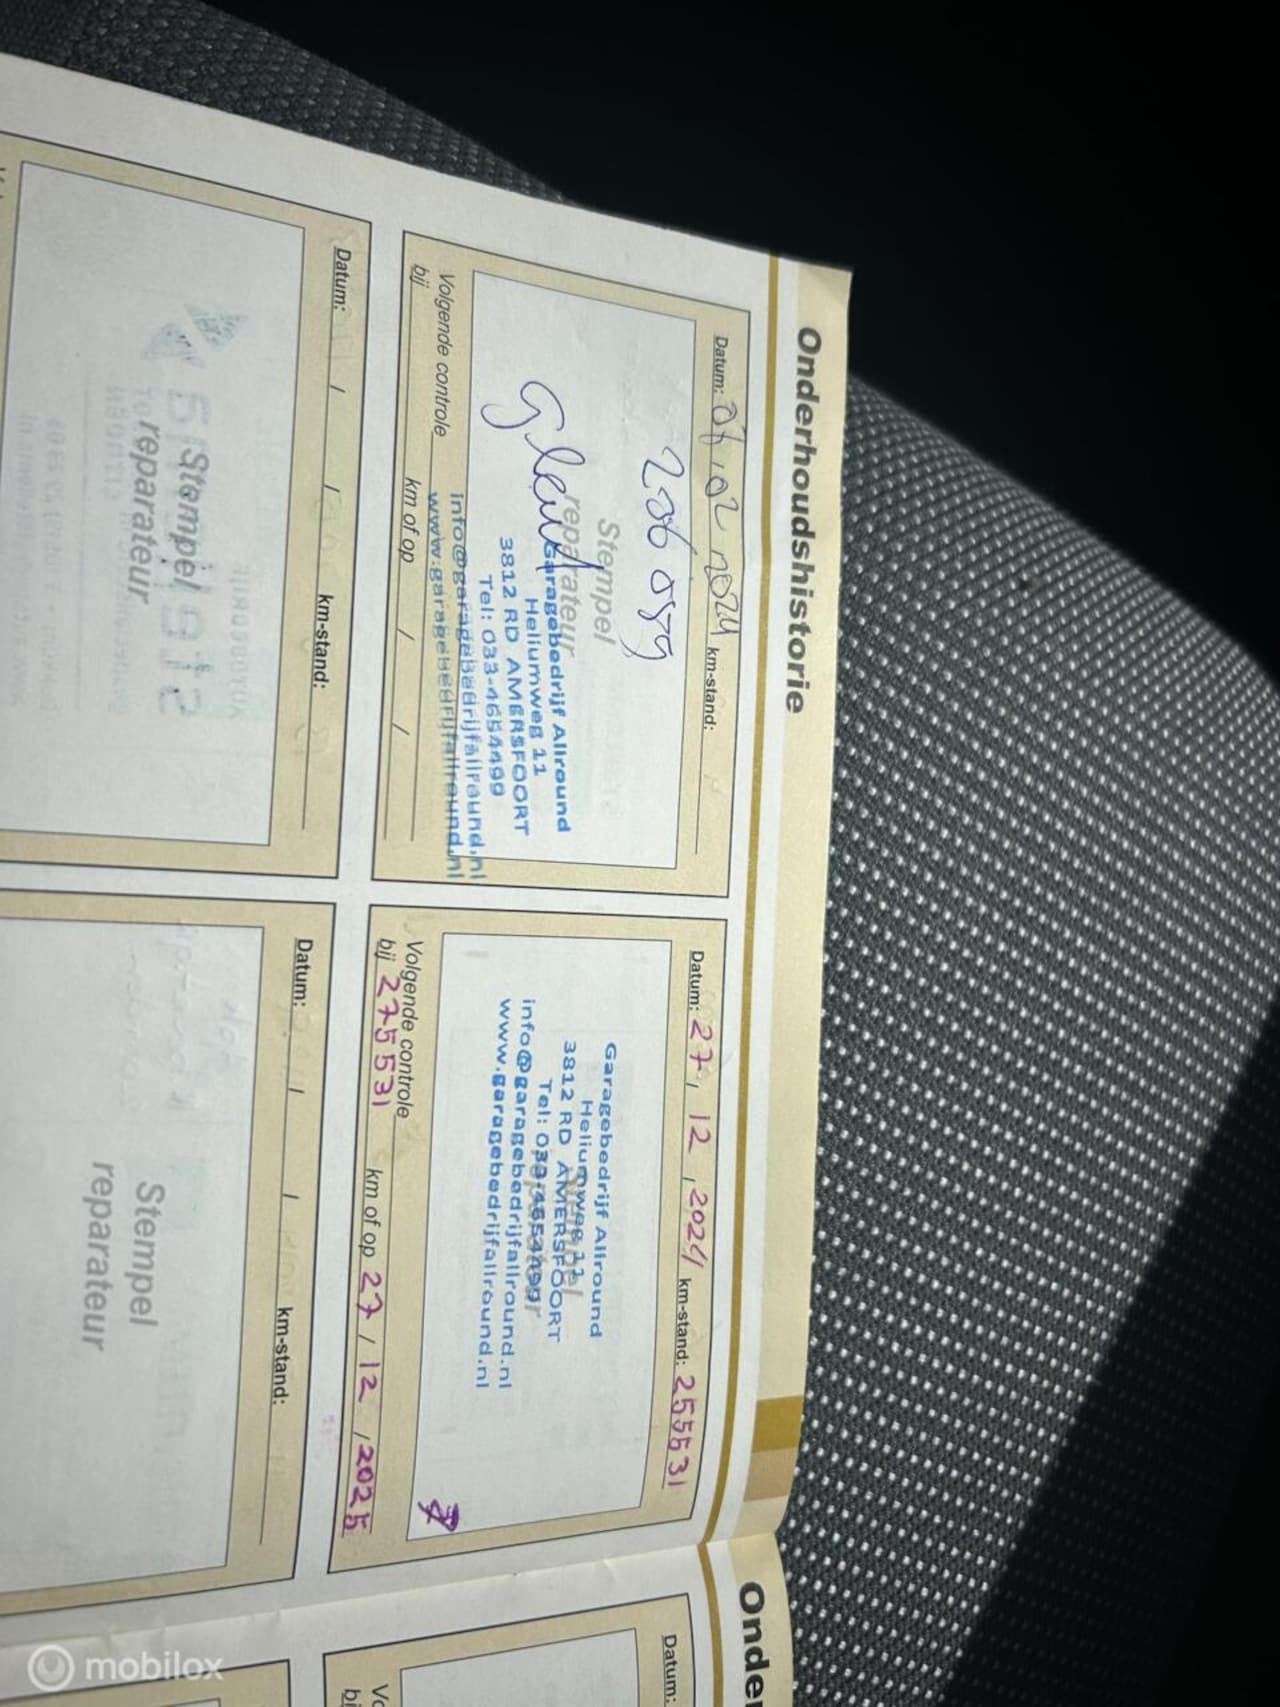 Onderhoudshistorie
Datum: 06 / 02 2024 km-stand:
206 089
Stempel
reparateur
Garagebedrijf Allround
Heliumweg 11
3812 RD AMERSFOORT
Tel: 033-4654499
info@garagebedrijfallround.nl
www.garagebedrijfallround.nl
Volgende controle
bij km of op / /
Datum: 27 / 12 / 2024 km-stand: 255531
Garagebedrijf Allround
Heliumweg 11
3812 RD AMERSFOORT
Tel: 033-4654499
info@garagebedrijfallround.nl
www.garagebedrijfallround.nl
Stempel
reparateur
Volgende controle
bij 275531 km of op 27 / 12 / 2025
Datum: / / km-stand:
Stempel
reparateur
Datum: / / km-stand:
Stempel
reparateur
Onder
Datum:
mobilox